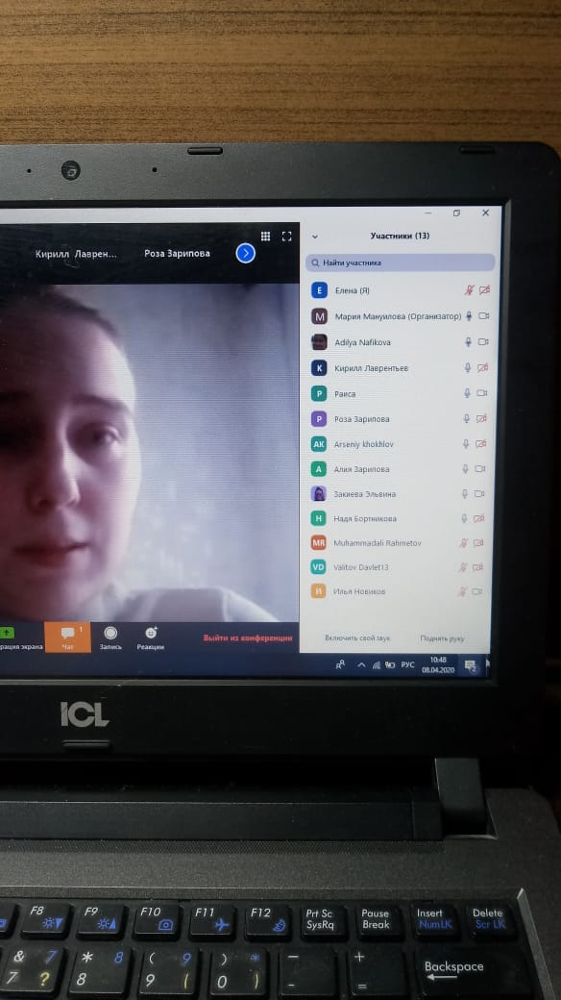 Кирилл Лаврен...
Роза Зарипова
Участники (13)
Найти участника
Е Елена (Я)
М Мария Мануилова (Организатор)
Adilya Nafikova
К Кирилл Лаврентьев
Р Раиса
Р Роза Зарипова
AK Arseniy khokhlov
А Алия Зарипова
Закиева Эльвина
Н Надя Бортникова
MR Muhammadali Rahmetov
VD Valitov Davlet13
И Илья Новиков
Включить свой звук
Поднять руку
рация экрана
1
Чат
Запись
Реакции
Выйти из конференции
РУС
10:48
08.04.2020
2
ICL
F8 F9 F10 F11 F12 Prt Sc SysRq Pause Break Insert NumLK Delete Scr LK
& 7 7 ?
* 8 8
( 9 9 (
) * 0 )
– -
+ =
Backspace